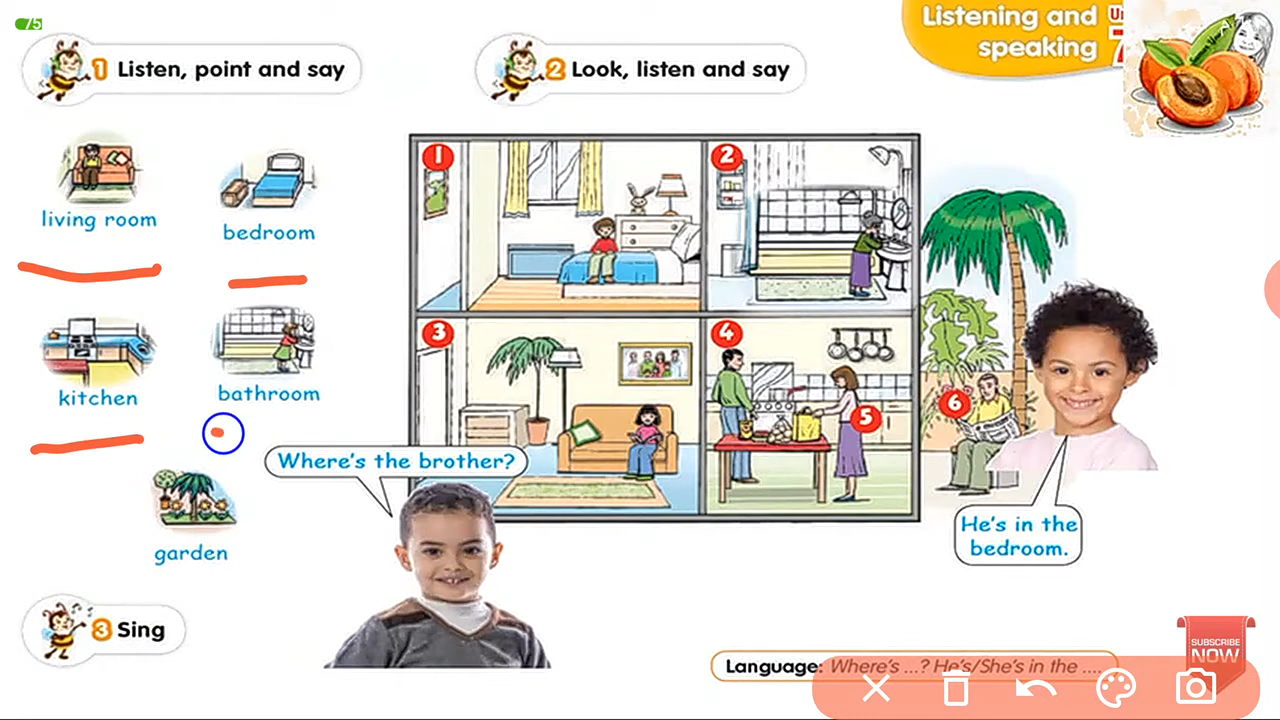 75
1 Listen, point and say
2 Look, listen and say
Listening and
speaking
living room
bedroom
kitchen
bathroom
garden
1
2
3
4
5
6
Where's the brother?
He's in the
bedroom.
3 Sing
Language: Where's ...? He's/She's in the ....
SUBSCRIBE
NOW